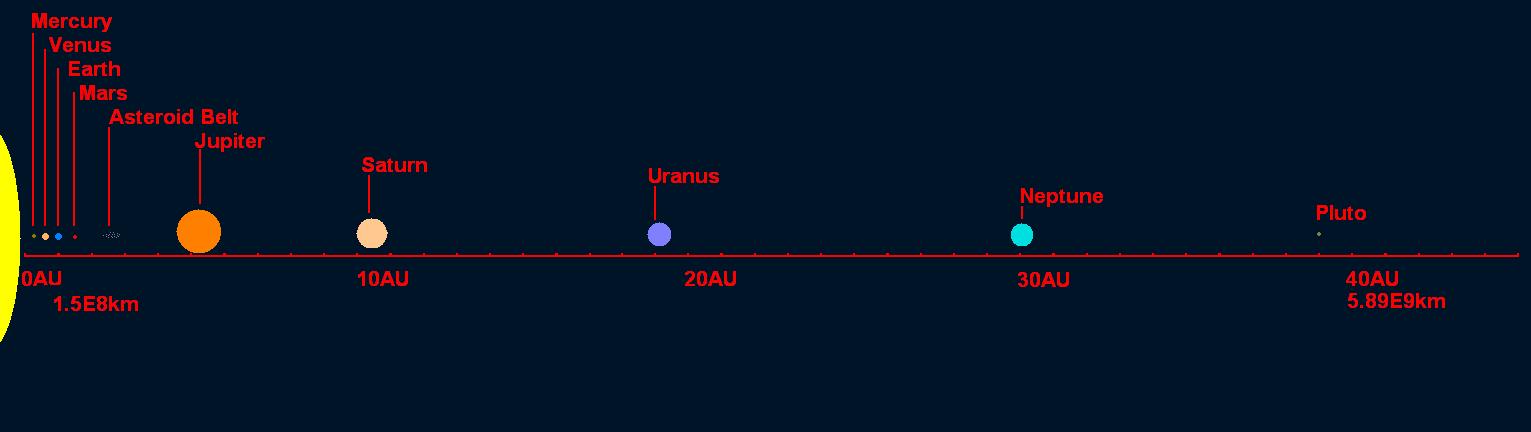 Mercury
Venus
Earth
Mars
Asteroid Belt
Jupiter
Saturn
Uranus
Neptune
Pluto
0AU
10AU
20AU
30AU
40AU
1.5E8km
5.89E9km